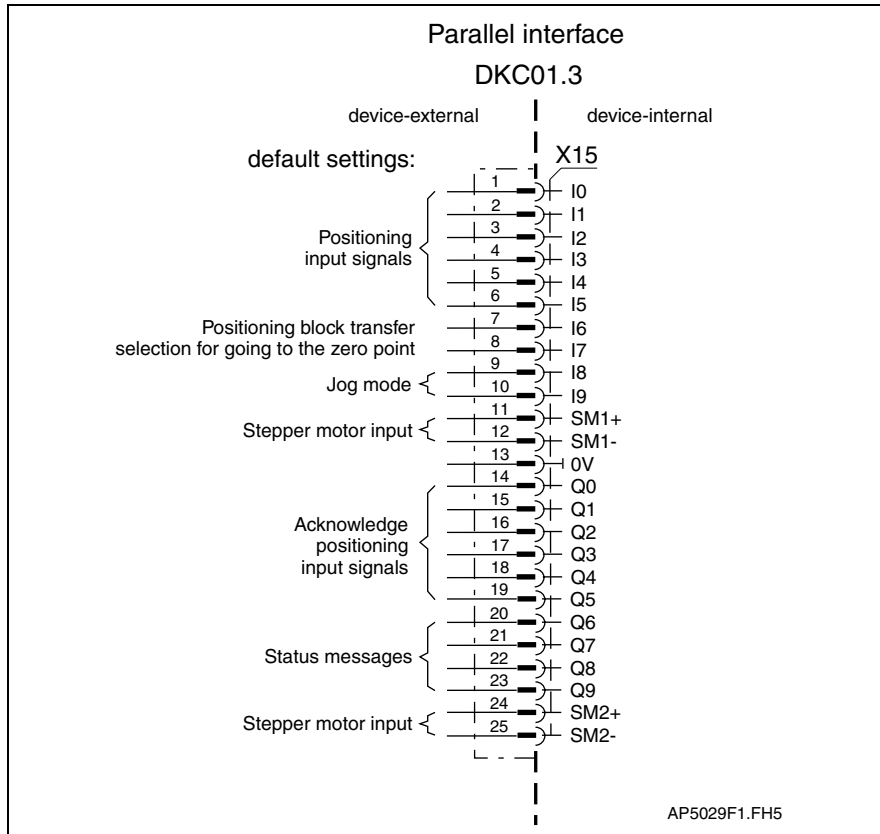 Parallel interface
DKC01.3
device-external device-internal
default settings: X15
1 I0
2 I1
3 I2
Positioning
input signals
4 I3
5 I4
6 I5
7 I6
Positioning block transfer
selection for going to the zero point
8 I7
9 I8
Jog mode
10 I9
11 SM1+
Stepper motor input
12 SM1-
13 0V
14 Q0
15 Q1
16 Q2
Acknowledge
positioning
input signals
17 Q3
18 Q4
19 Q5
20 Q6
21 Q7
Status messages
22 Q8
23 Q9
24 SM2+
Stepper motor input
25 SM2-
AP5029F1.FH5